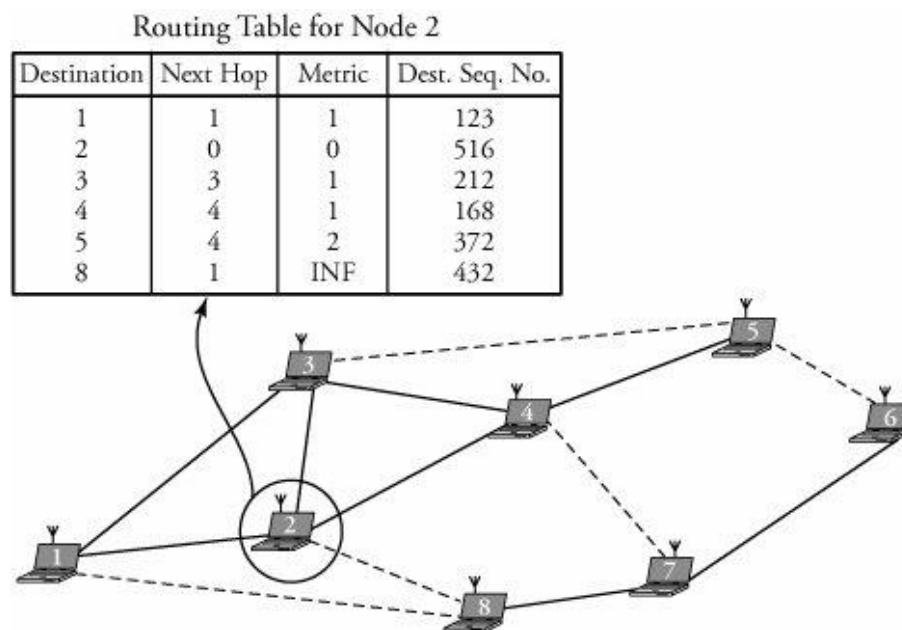 Routing Table for Node 2
Destination Next Hop Metric Dest. Seq. No.
1 1 1 123
2 0 0 516
3 3 1 212
4 4 1 168
5 4 2 372
8 1 INF 432
5
3
4
6
2
1
7
8